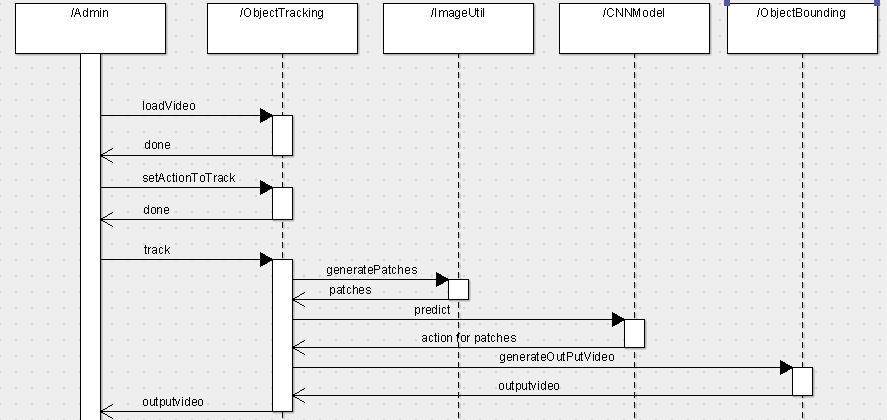 /Admin
/ObjectTracking
/ImageUtil
/CNNModel
/ObjectBounding
loadVideo
done
setActionToTrack
done
track
generatePatches
patches
predict
action for patches
generateOutPutVideo
outputvideo
outputvideo